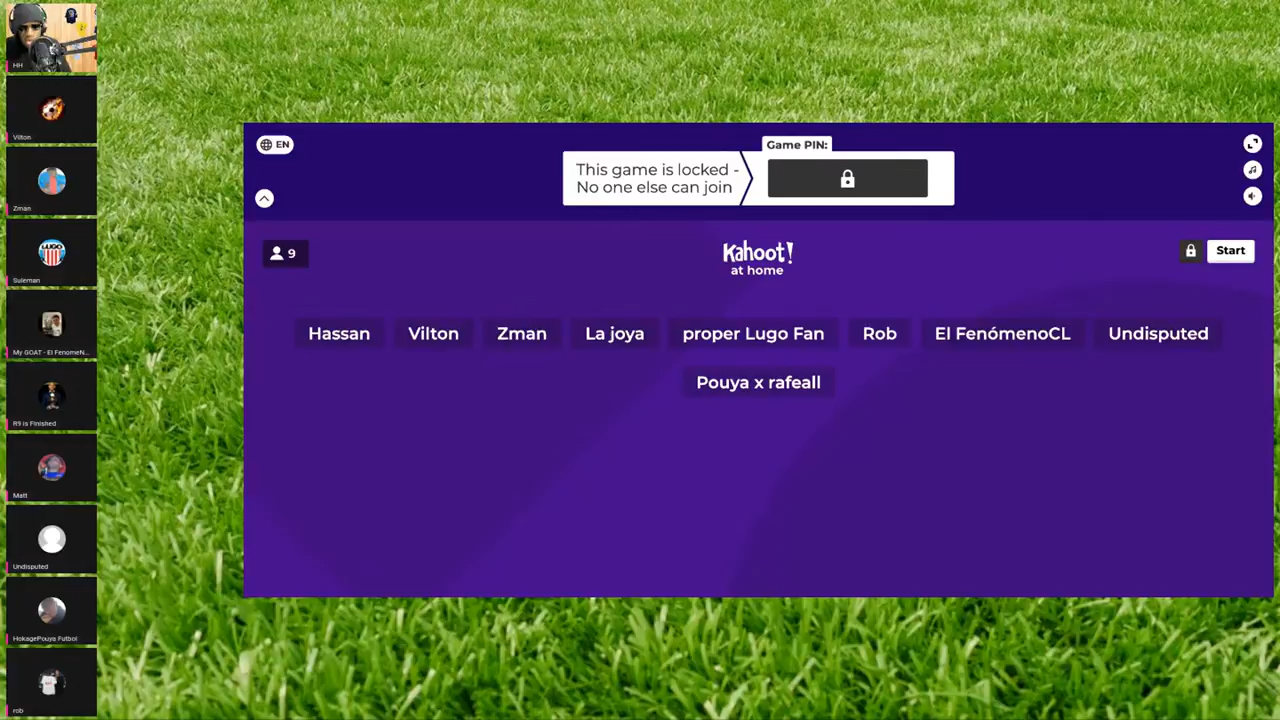 HH
Vilton
Zman
LUGO
Suleman
My GOAT - El FenomeN...
R9 is Finished
Matt
Undisputed
HokagePouya Futbol
rob
EN
This game is locked -
No one else can join
Game PIN:
9
Kahoot!
at home
Start
Hassan Vilton Zman La joya proper Lugo Fan Rob El FenómenoCL Undisputed
Pouya x rafeall